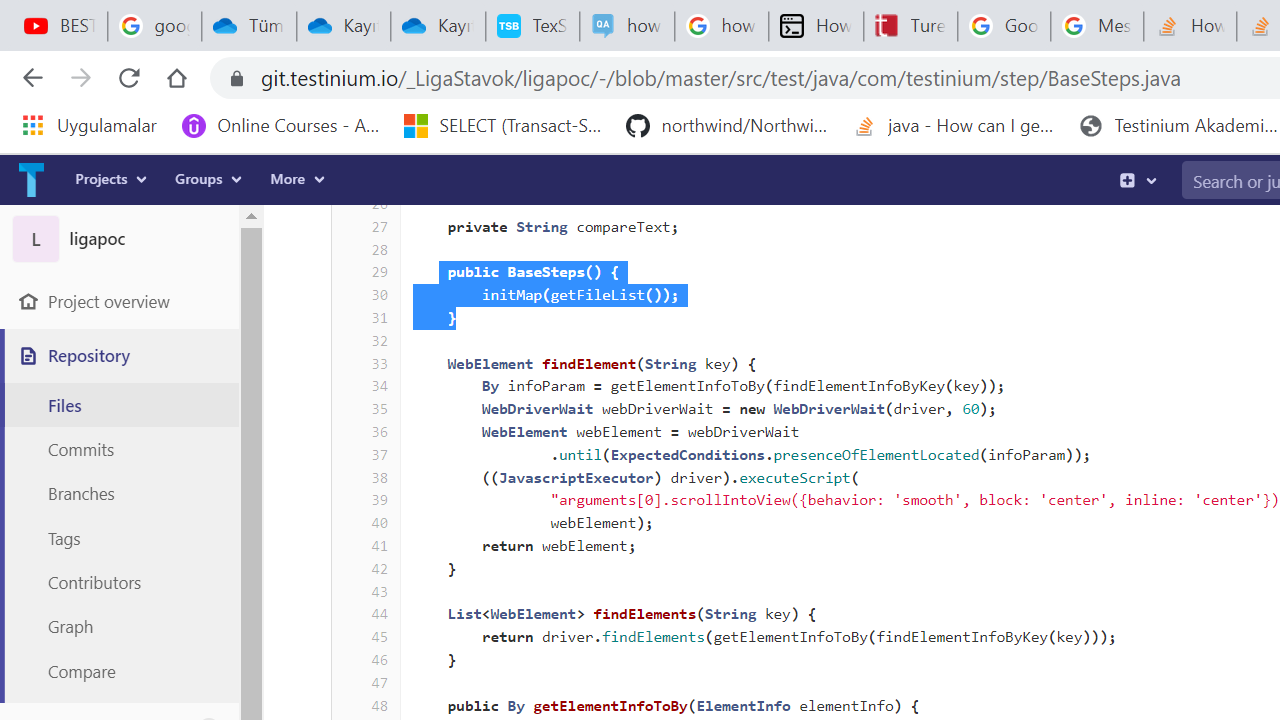 BEST goog Tüm Kayıt Kayıt TSB TexS QA how how How Ture Goo Mes How
git.testinium.io/_LigaStavok/ligapoc/-/blob/master/src/test/java/com/testinium/step/BaseSteps.java
Uygulamalar Online Courses - A... SELECT (Transact-S... northwind/Northwi... java - How can I ge... Testinium Akademi...
Projects Groups More Search or ju
L ligapoc
Project overview
Repository
Files
Commits
Branches
Tags
Contributors
Graph
Compare
26
27 private String compareText;
28
29 public BaseSteps() {
30 initMap(getFileList());
31 }
32
33 WebElement findElement(String key) {
34 By infoParam = getElementInfoToBy(findElementInfoByKey(key));
35 WebDriverWait webDriverWait = new WebDriverWait(driver, 60);
36 WebElement webElement = webDriverWait
37 .until(ExpectedConditions.presenceOfElementLocated(infoParam));
38 ((JavascriptExecutor) driver).executeScript(
39 "arguments[0].scrollIntoView({behavior: 'smooth', block: 'center', inline: 'center'})
40 webElement);
41 return webElement;
42 }
43
44 List<WebElement> findElements(String key) {
45 return driver.findElements(getElementInfoToBy(findElementInfoByKey(key)));
46 }
47
48 public By getElementInfoToBy(ElementInfo elementInfo) {